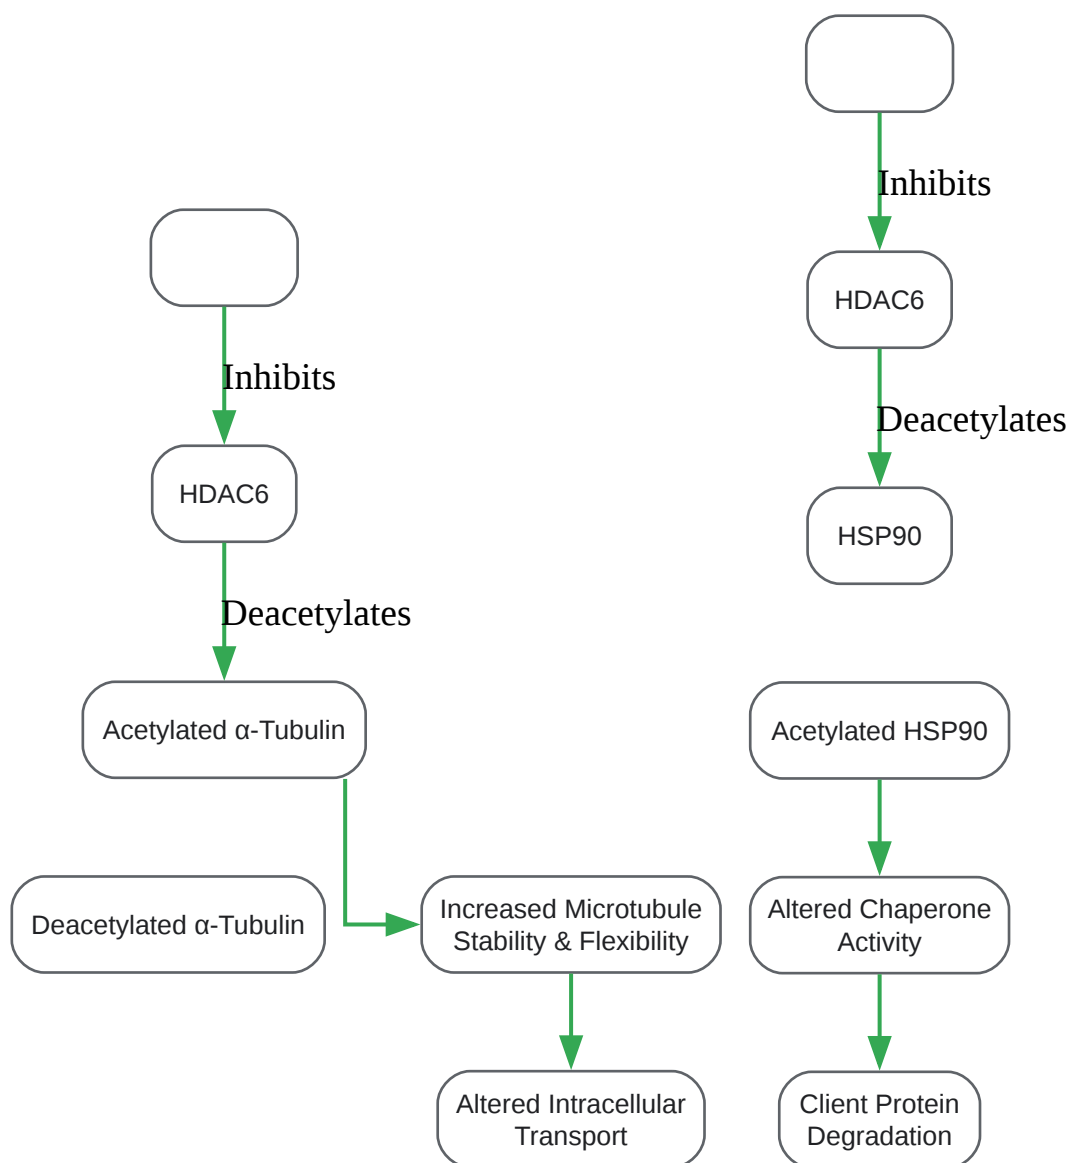 Inhibits
HDAC6
Deacetylates
Acetylated α-Tubulin
Deacetylated α-Tubulin
Increased Microtubule
Stability & Flexibility
Altered Intracellular
Transport
Inhibits
HDAC6
Deacetylates
HSP90
Acetylated HSP90
Altered Chaperone
Activity
Client Protein
Degradation